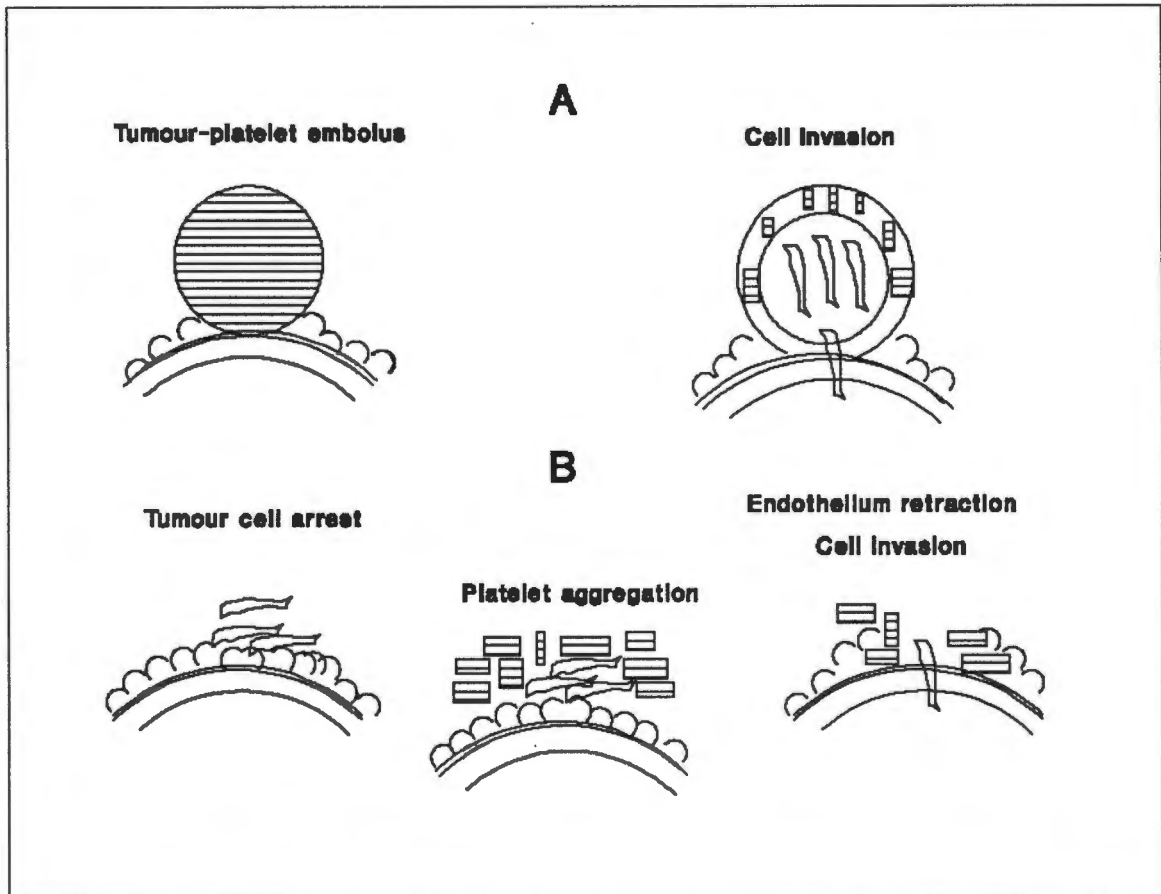 A
Tumour-platelet embolus
Cell invasion
B
Tumour cell arrest
Platelet aggregation
Endothelium retraction
Cell invasion